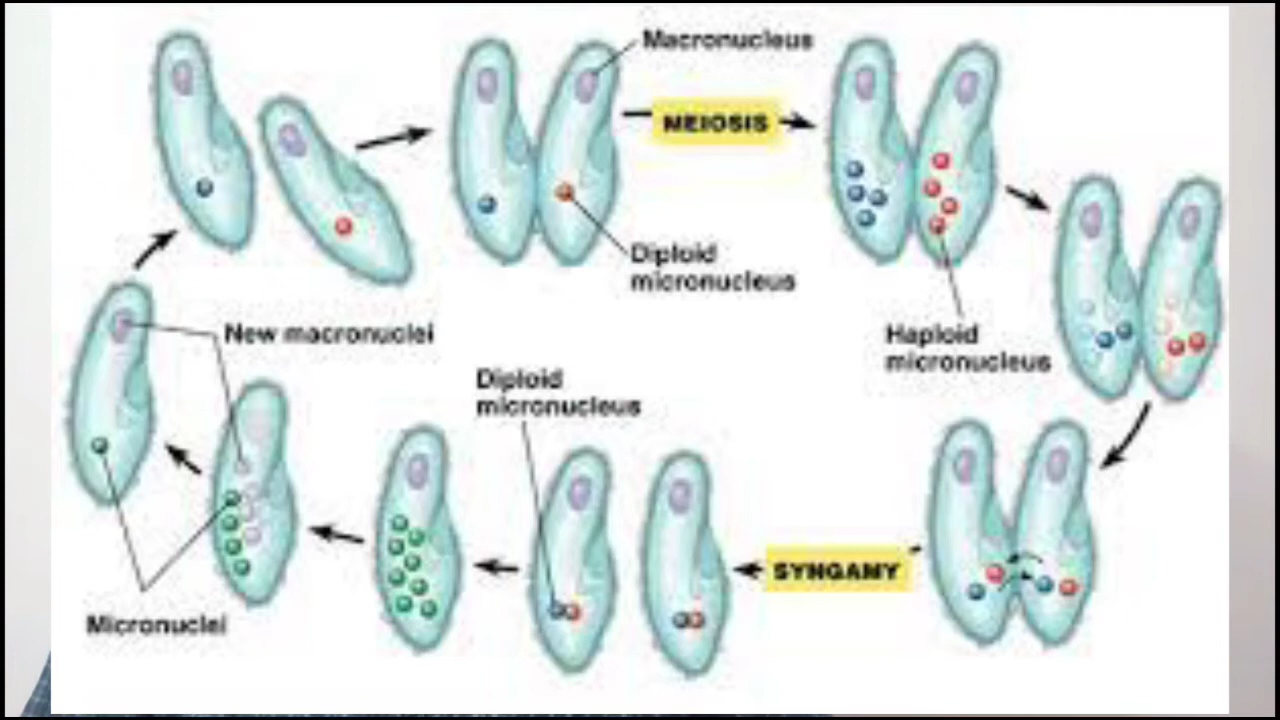 Macronucleus
MEIOSIS
Diploid
micronucleus
Haploid
micronucleus
New macronuclei
Diploid
micronucleus
SYNGAMY
Micronuclei